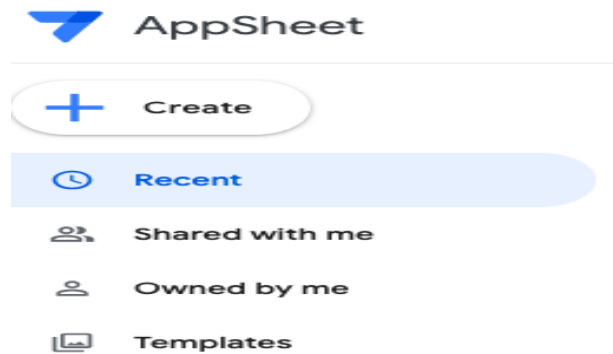 AppSheet
Create
Recent
Shared with me
Owned by me
Templates